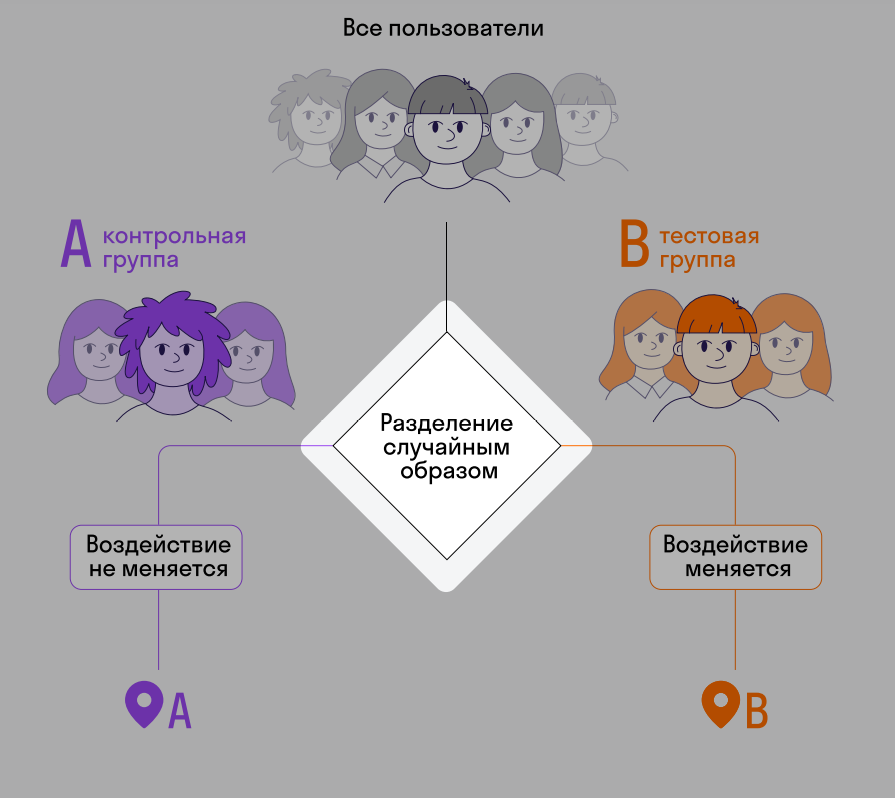 Все пользователи
A контрольная
группа
B тестовая
группа
Разделение
случайным
образом
Воздействие
не меняется
Воздействие
меняется
A
B